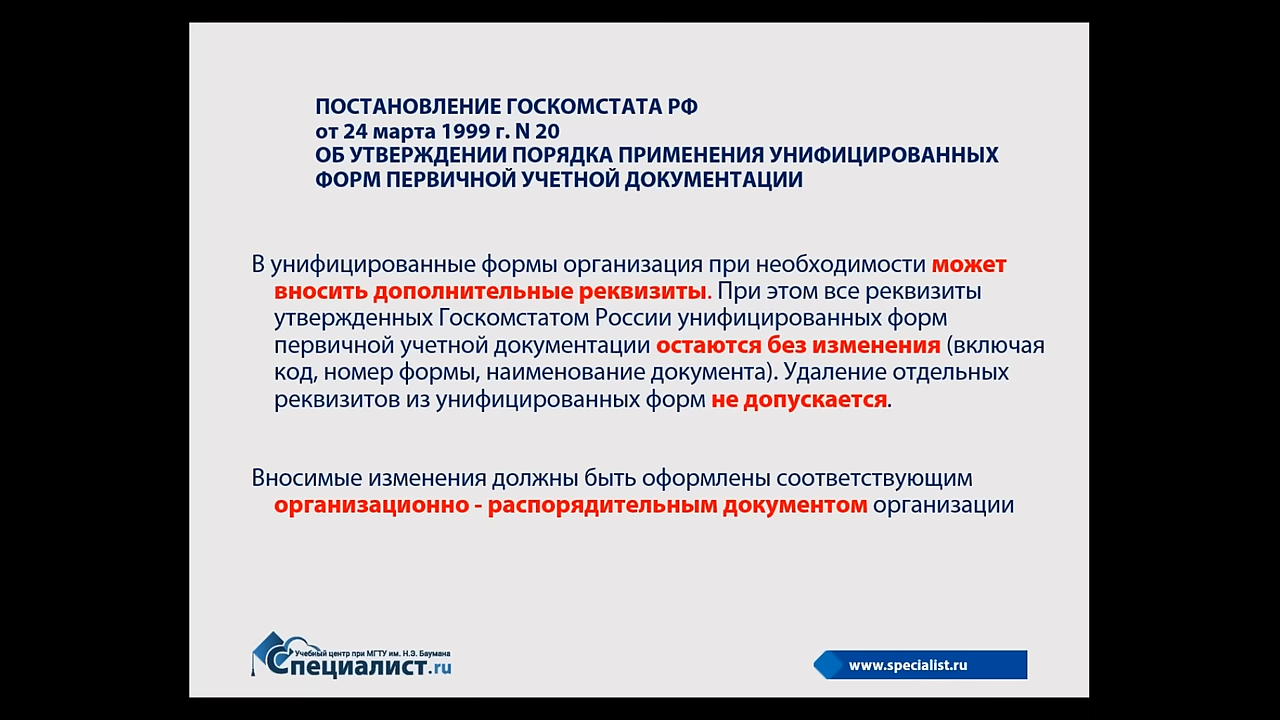 ПОСТАНОВЛЕНИЕ ГОСКОМСТАТА РФ
от 24 марта 1999 г. N 20
ОБ УТВЕРЖДЕНИИ ПОРЯДКА ПРИМЕНЕНИЯ УНИФИЦИРОВАННЫХ
ФОРМ ПЕРВИЧНОЙ УЧЕТНОЙ ДОКУМЕНТАЦИИ
В унифицированные формы организация при необходимости может
вносить дополнительные реквизиты. При этом все реквизиты
утвержденных Госкомстатом России унифицированных форм
первичной учетной документации остаются без изменения (включая
код, номер формы, наименование документа). Удаление отдельных
реквизитов из унифицированных форм не допускается.
Вносимые изменения должны быть оформлены соответствующим
организационно - распорядительным документом организации
Учебный центр при МГТУ им. Н.Э. Баумана
Специалист.ru
www.specialist.ru